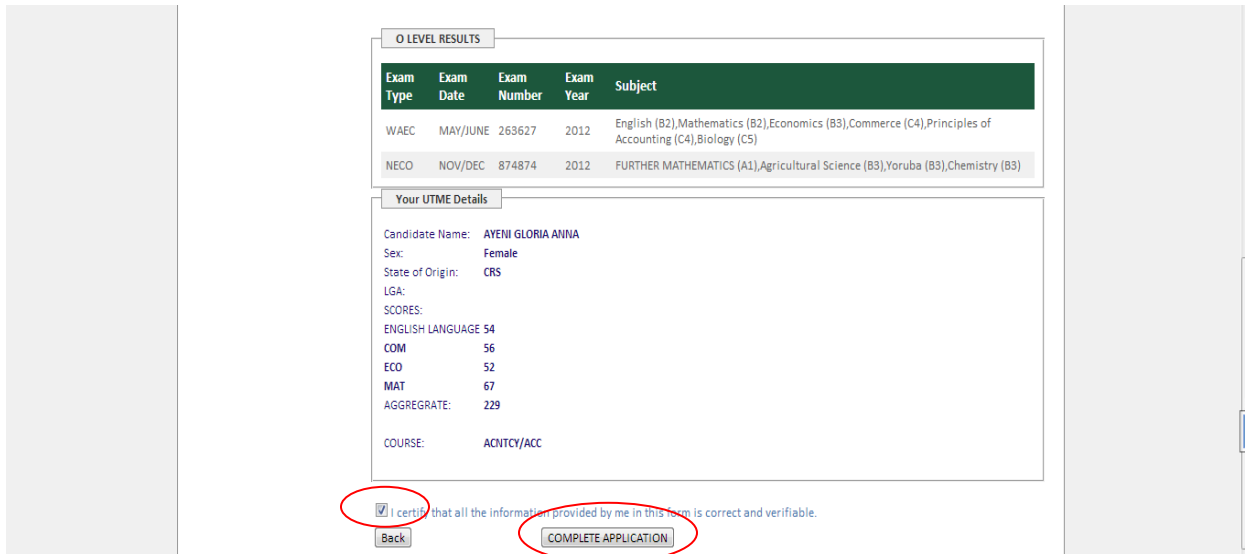 O LEVEL RESULTS
Exam Type Exam Date Exam Number Exam Year Subject
WAEC MAY/JUNE 263627 2012 English (B2),Mathematics (B2),Economics (B3),Commerce (C4),Principles of
Accounting (C4),Biology (C5)
NECO NOV/DEC 874874 2012 FURTHER MATHEMATICS (A1),Agricultural Science (B3),Yoruba (B3),Chemistry (B3)
Your UTME Details
Candidate Name: AYENI GLORIA ANNA
Sex: Female
State of Origin: CRS
LGA:
SCORES:
ENGLISH LANGUAGE 54
COM 56
ECO 52
MAT 67
AGGREGRATE: 229
COURSE: ACNTCY/ACC
I certify that all the information provided by me in this form is correct and verifiable.
Back COMPLETE APPLICATION